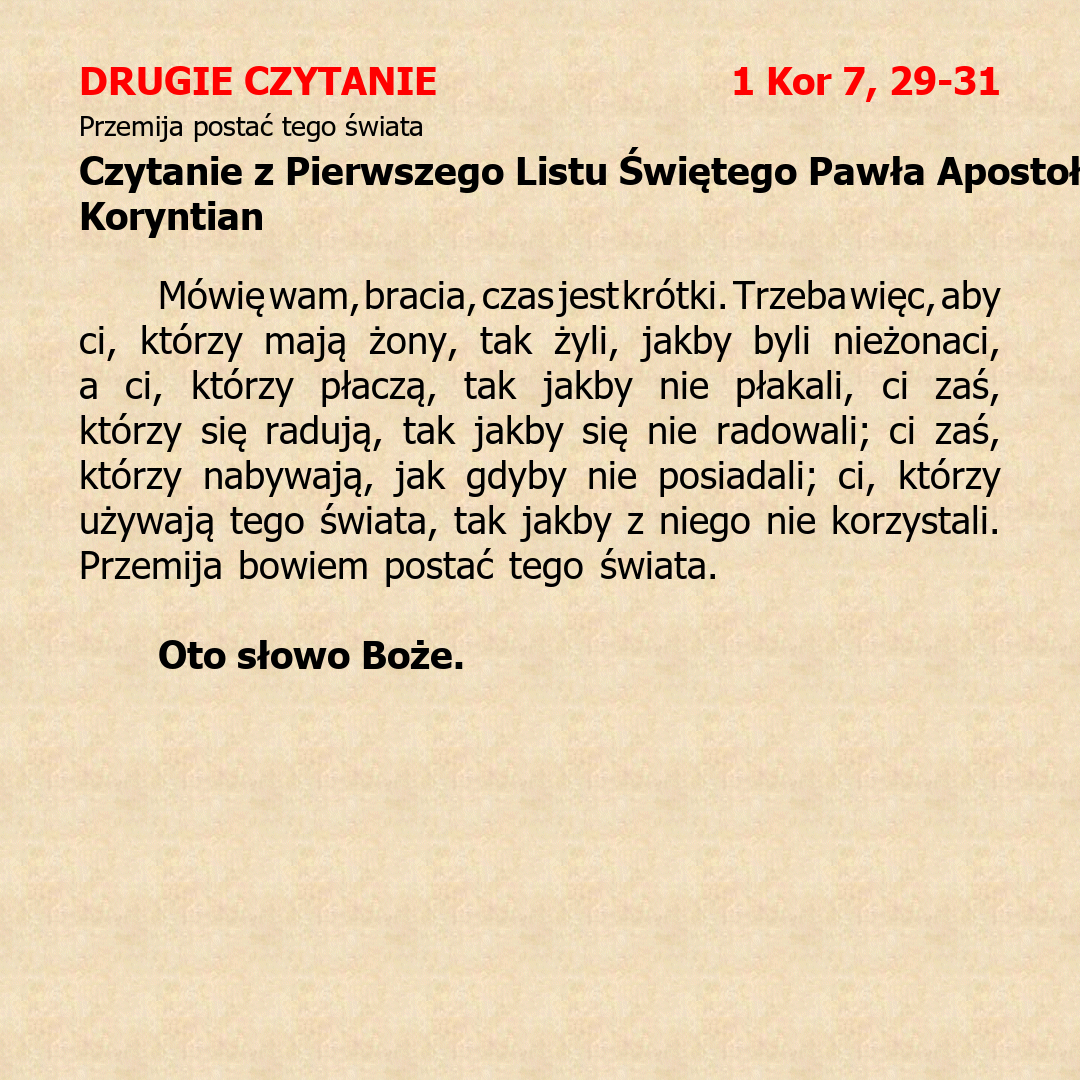 DRUGIE CZYTANIE 1 Kor 7, 29-31
Przemija postać tego świata
Czytanie z Pierwszego Listu Świętego Pawła
Koryntian
Mówię wam, bracia, czas jest krótki. Trzeba więc, aby
ci, którzy mają żony, tak żyli, jakby byli nieżonaci,
a ci, którzy płaczą, tak jakby nie płakali, ci zaś,
którzy się radują, tak jakby się nie radowali; ci zaś,
którzy nabywają, jak gdyby nie posiadali; ci, którzy
używają tego świata, tak jakby z niego nie korzystali.
Przemija bowiem postać tego świata.
Oto słowo Boże.